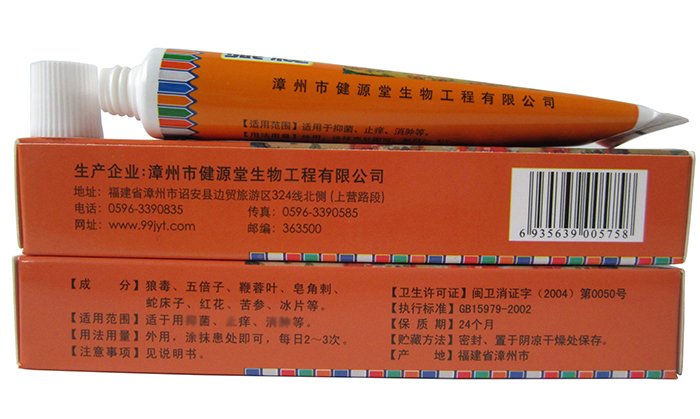 漳州市健源堂生物工程有限公司
【适用范围】适用于抑菌、止痒、消肿等。
生产企业:漳州市健源堂生物工程有限公司
地址：福建省漳州市诏安县边贸旅游区324线北侧(上营路段)
电话：0596-3390835 传真：0596-3390585
网址：www.99jyt.com 邮编：363500
6 935639 005758
【成 分】狼毒、五倍子、鞭蓉叶、皂角刺、
蛇床子、红花、苦参、冰片等。
【适用范围】适于用抑菌、止痒、消肿等。
【用法用量】外用，涂抹患处即可，每日2~3次。
【注意事项】见说明书。
【卫生许可证】闽卫消证字（2004）第0050号
【执行标准】GB15979-2002
【保 质 期】24个月
【贮藏方法】密封、置于阴凉干燥处保存。
【产 地】福建省漳州市